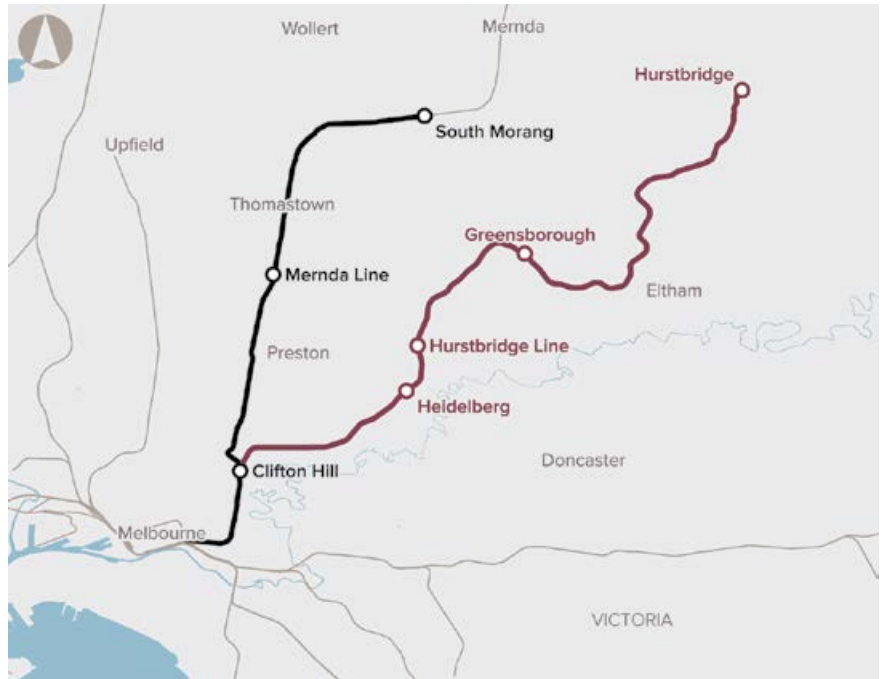 Wollert
Mernda
Hurstbridge
South Morang
Upfield
Thomastown
Greensborough
Mernda Line
Eltham
Hurstbridge Line
Preston
Heidelberg
Clifton Hill
Doncaster
Melbourne
VICTORIA